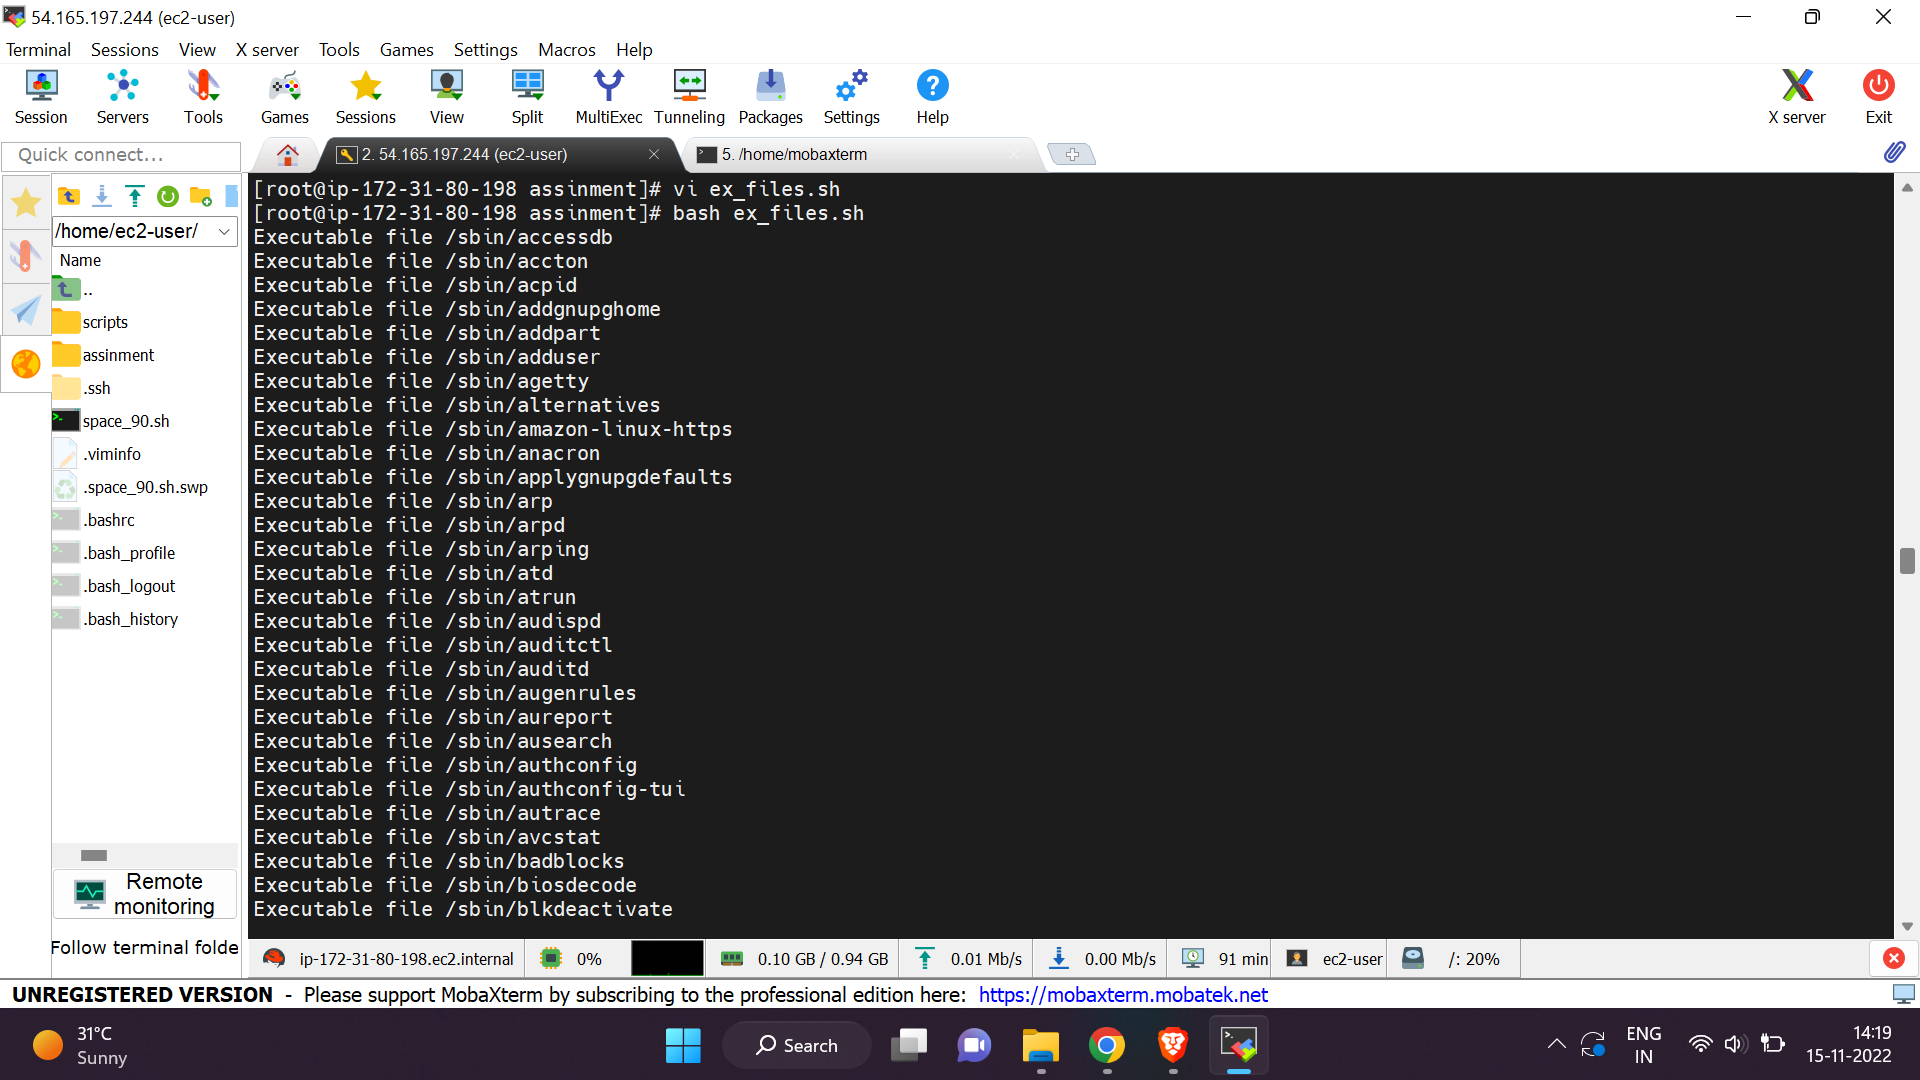 54.165.197.244 (ec2-user)
Terminal Sessions View X server Tools Games Settings Macros Help
Session Servers Tools Games Sessions View Split MultiExec Tunneling Packages Settings Help X server Exit
Quick connect...
2. 54.165.197.244 (ec2-user)
5. /home/mobaxterm
/home/ec2-user/
Name
..
scripts
assinment
.ssh
space_90.sh
.viminfo
.space_90.sh.swp
.bashrc
.bash_profile
.bash_logout
.bash_history
Remote
monitoring
Follow terminal folde
[root@ip-172-31-80-198 assinment]# vi ex_files.sh
[root@ip-172-31-80-198 assinment]# bash ex_files.sh
Executable file /sbin/accessdb
Executable file /sbin/accton
Executable file /sbin/acpid
Executable file /sbin/addgnupghome
Executable file /sbin/addpart
Executable file /sbin/adduser
Executable file /sbin/agetty
Executable file /sbin/alternatives
Executable file /sbin/amazon-linux-https
Executable file /sbin/anacron
Executable file /sbin/applygnupgdefaults
Executable file /sbin/arp
Executable file /sbin/arpd
Executable file /sbin/arping
Executable file /sbin/atd
Executable file /sbin/atrun
Executable file /sbin/audispd
Executable file /sbin/auditctl
Executable file /sbin/auditd
Executable file /sbin/augenrules
Executable file /sbin/aureport
Executable file /sbin/ausearch
Executable file /sbin/authconfig
Executable file /sbin/authconfig-tui
Executable file /sbin/autrace
Executable file /sbin/avcstat
Executable file /sbin/badblocks
Executable file /sbin/biosdecode
Executable file /sbin/blkdeactivate
ip-172-31-80-198.ec2.internal 0% 0.10 GB / 0.94 GB 0.01 Mb/s 0.00 Mb/s 91 min ec2-user /: 20%
UNREGISTERED VERSION - Please support MobaXterm by subscribing to the professional edition here: https://mobaxterm.mobatek.net
31°C
Sunny
Search
ENG
IN
14:19
15-11-2022